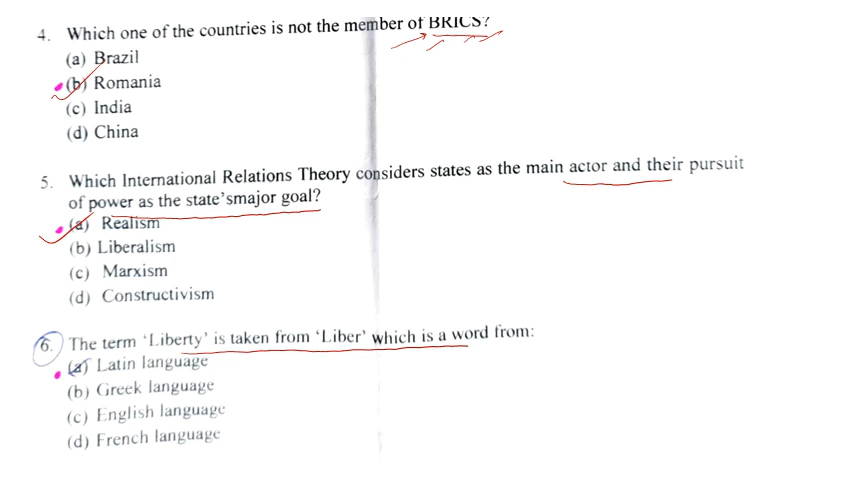 4. Which one of the countries is not the member of BRICS?
(a) Brazil
(b) Romania
(c) India
(d) China
5. Which International Relations Theory considers states as the main actor and their pursuit
of power as the state'smajor goal?
(a) Realism
(b) Liberalism
(c) Marxism
(d) Constructivism
6. The term 'Liberty' is taken from 'Liber' which is a word from:
(a) Latin language
(b) Greek language
(c) English language
(d) French language